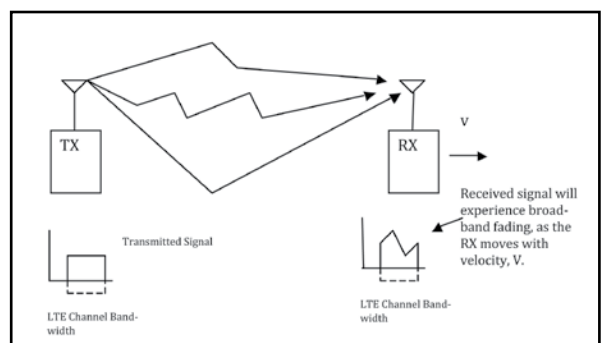 TX
RX
V
Received signal will
experience broad-
band fading, as the
RX moves with
velocity, V.
Transmitted Signal
LTE Channel Band-
width
LTE Channel Band-
width